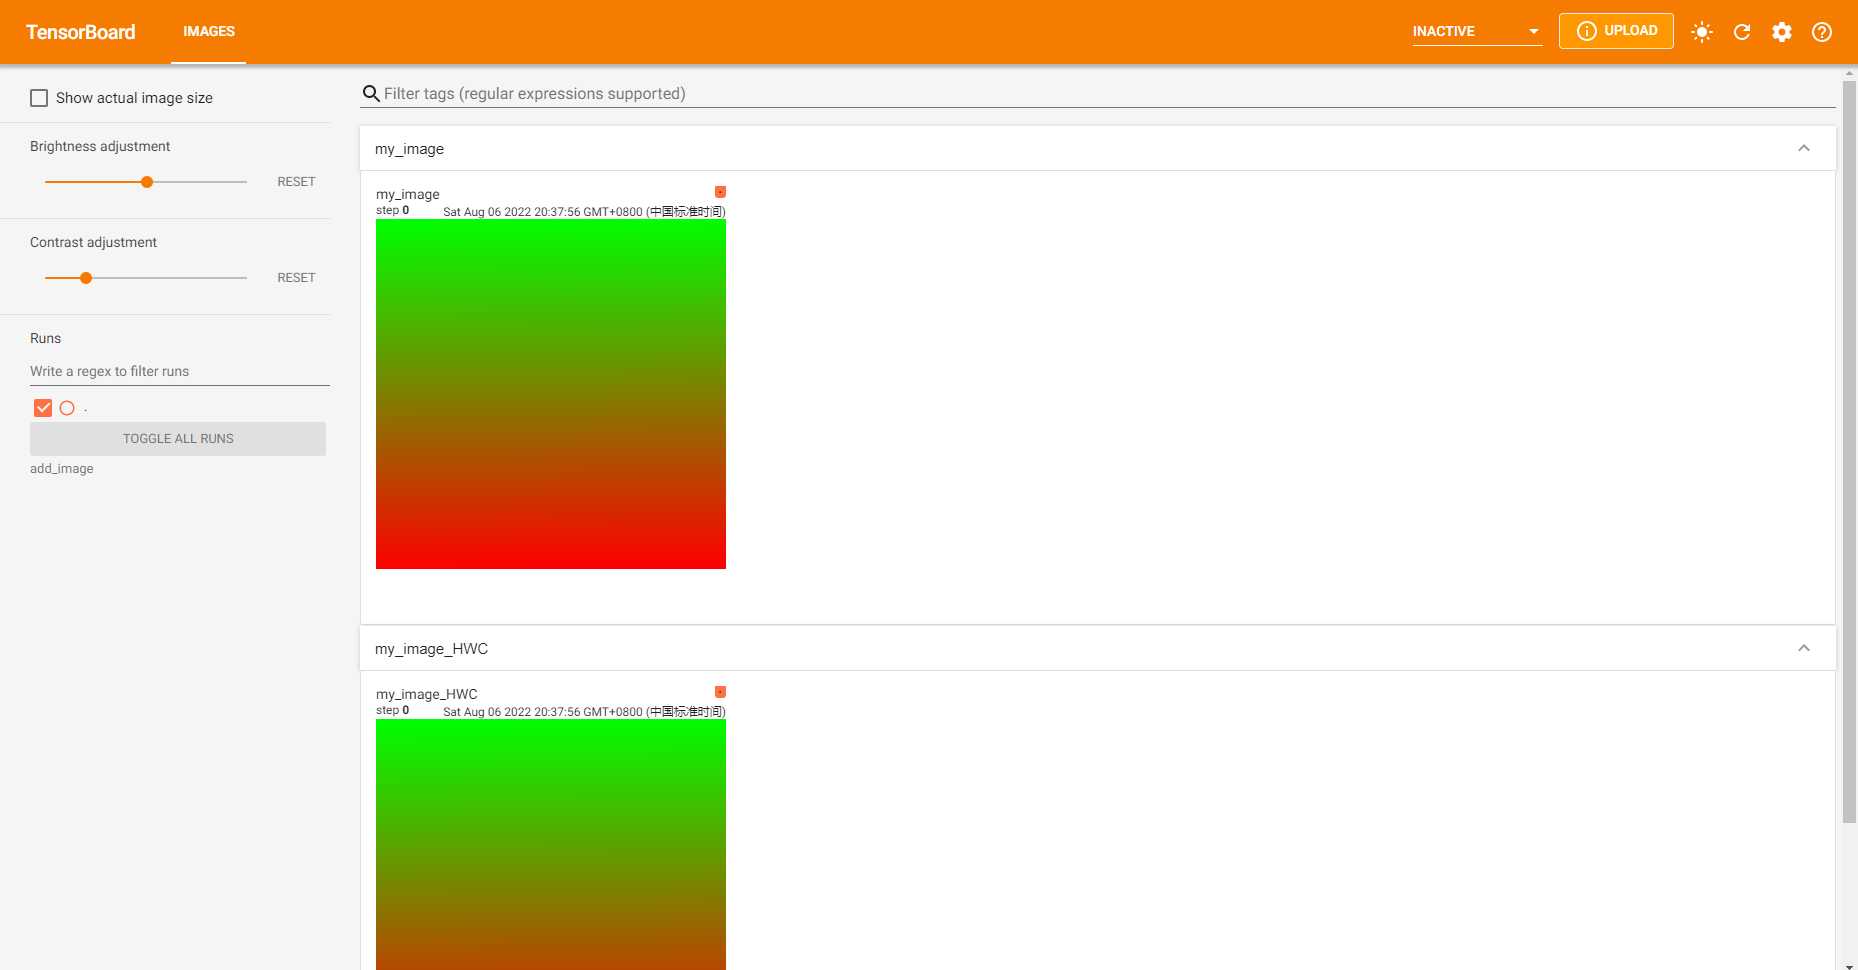 TensorBoard
IMAGES
INACTIVE
UPLOAD
Show actual image size
Brightness adjustment
RESET
Contrast adjustment
RESET
Runs
Write a regex to filter runs
.
TOGGLE ALL RUNS
add_image
Filter tags (regular expressions supported)
my_image
my_image
step 0
Sat Aug 06 2022 20:37:56 GMT+0800 (中国标准时间)
my_image_HWC
my_image_HWC
step 0
Sat Aug 06 2022 20:37:56 GMT+0800 (中国标准时间)